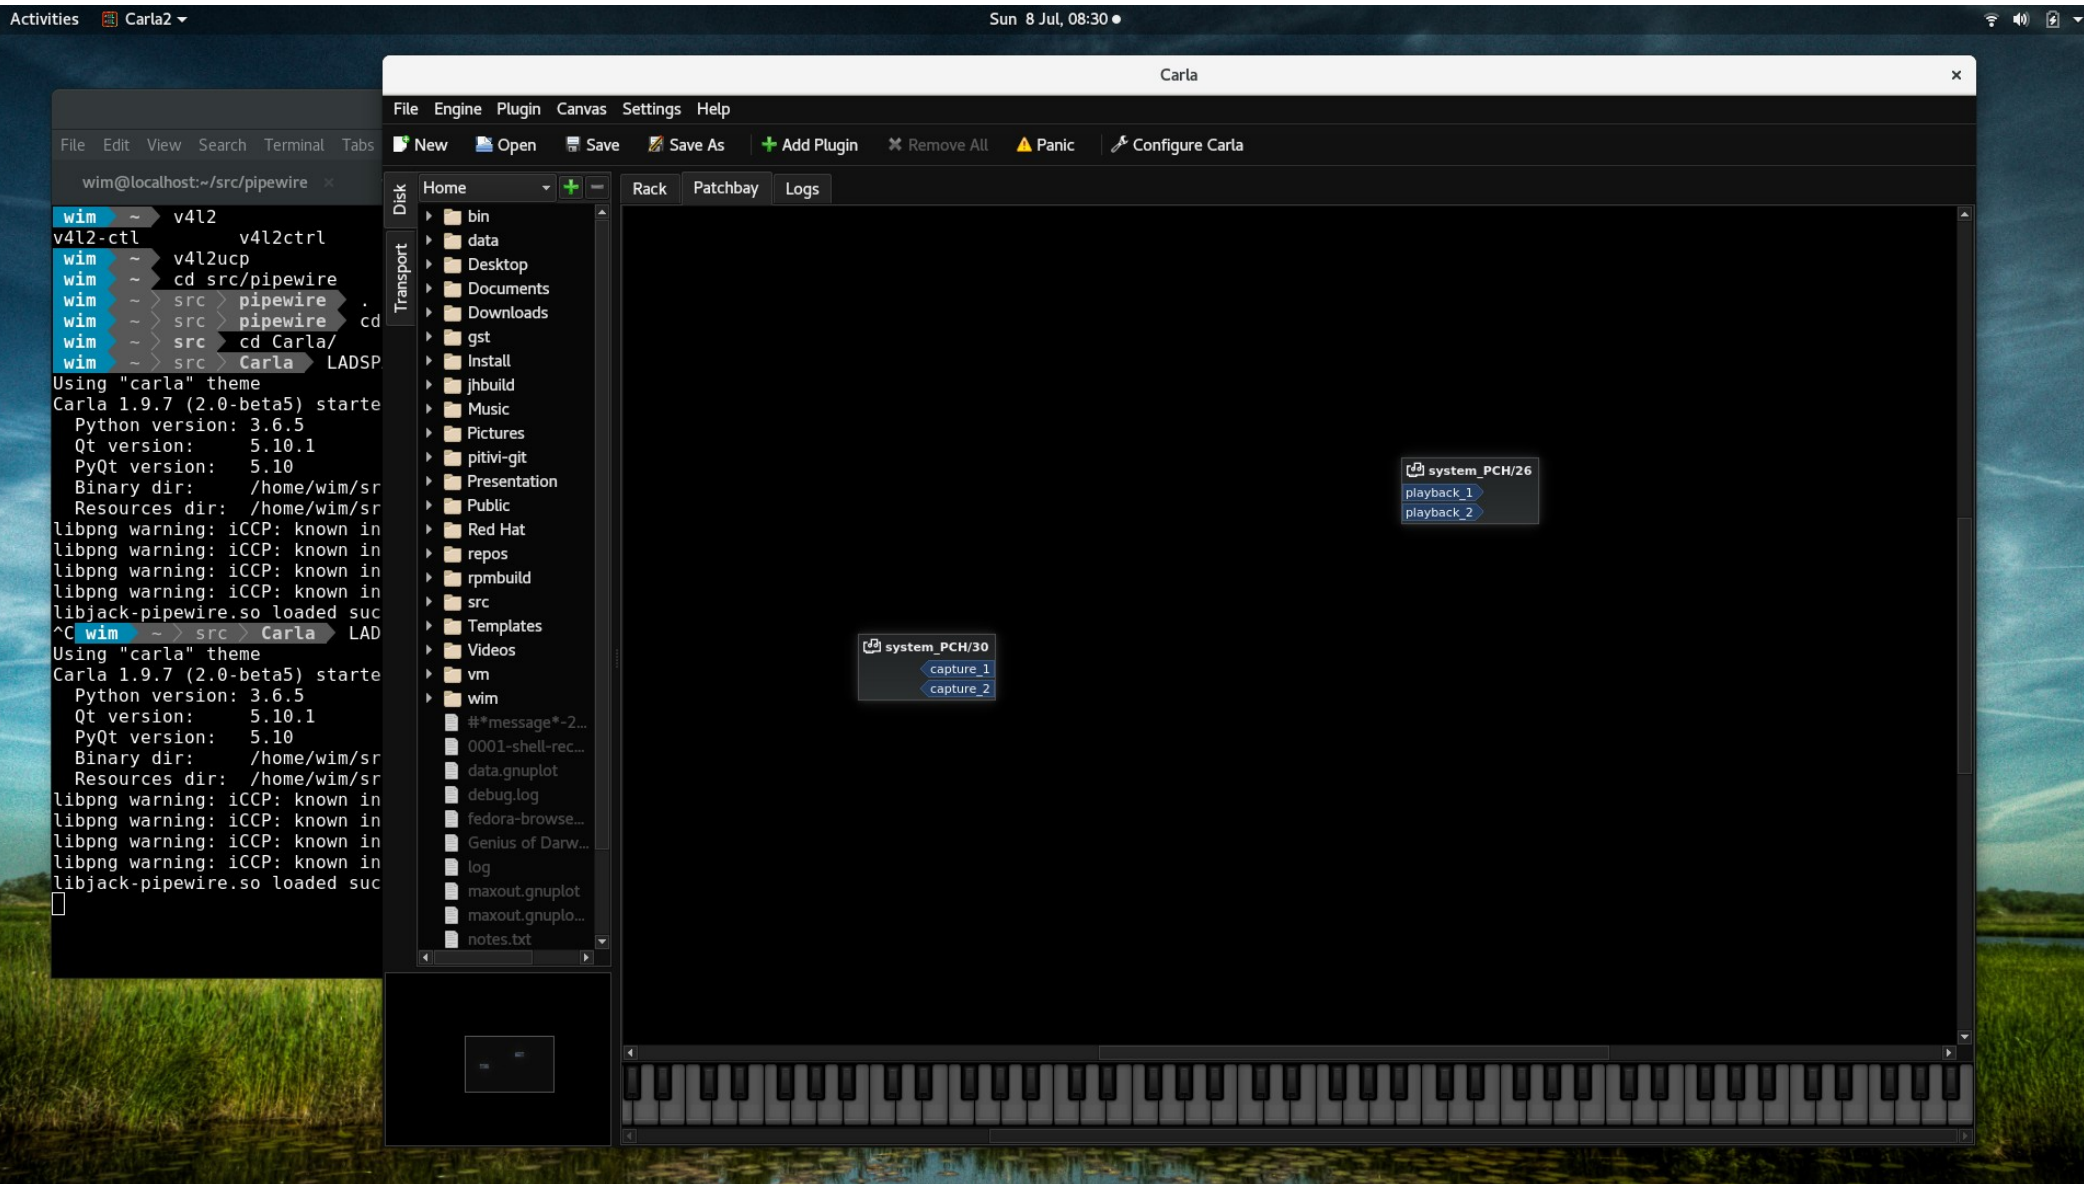 Activities Carla2 Sun 8 Jul, 08:30
Carla
File Edit View Search Terminal Tabs
wim@localhost:~/src/pipewire
wim ~ v4l2
v4l2-ctl v4l2ctrl
wim ~ v4l2ucp
wim ~ cd src/pipewire
wim ~ src pipewire .
wim ~ src pipewire cd
wim ~ src cd Carla/
wim ~ src Carla LADSP
Using "carla" theme
Carla 1.9.7 (2.0-beta5) starte
Python version: 3.6.5
Qt version: 5.10.1
PyQt version: 5.10
Binary dir: /home/wim/sr
Resources dir: /home/wim/sr
libpng warning: iCCP: known in
libpng warning: iCCP: known in
libpng warning: iCCP: known in
libpng warning: iCCP: known in
libjack-pipewire.so loaded suc
^C wim ~ src Carla LAD
Using "carla" theme
Carla 1.9.7 (2.0-beta5) starte
Python version: 3.6.5
Qt version: 5.10.1
PyQt version: 5.10
Binary dir: /home/wim/sr
Resources dir: /home/wim/sr
libpng warning: iCCP: known in
libpng warning: iCCP: known in
libpng warning: iCCP: known in
libpng warning: iCCP: known in
libjack-pipewire.so loaded suc
File Engine Plugin Canvas Settings Help
New Open Save Save As Add Plugin Remove All Panic Configure Carla
Disk
Transport
Home
bin
data
Desktop
Documents
Downloads
gst
Install
jhbuild
Music
Pictures
pitivi-git
Presentation
Public
Red Hat
repos
rpmbuild
src
Templates
Videos
vm
wim
#*message*-2...
0001-shell-rec...
data.gnuplot
debug.log
fedora-browse...
Genius of Darw...
log
maxout.gnuplot
maxout.gnuplo...
notes.txt
Rack Patchbay Logs
system_PCH/26
playback_1
playback_2
system_PCH/30
capture_1
capture_2